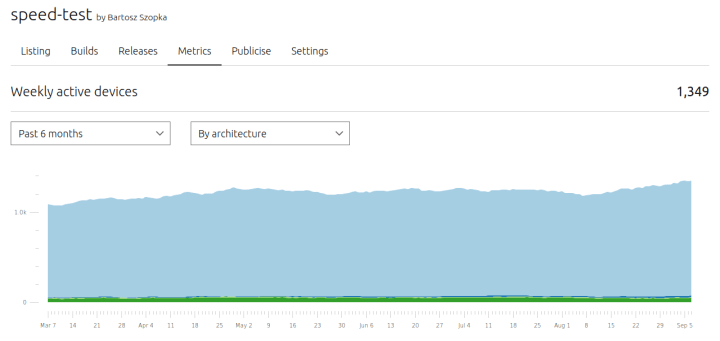 speed-test by Bartosz Szopka
Listing Builds Releases Metrics Publicise Settings
Weekly active devices 1,349
Past 6 months By architecture
1.0k
0
Mar 7 14 21 28 Apr 4 11 18 25 May 2 9 16 23 30 Jun 6 13 20 27 Jul 4 11 18 25 Aug 1 8 15 22 29 Sep 5